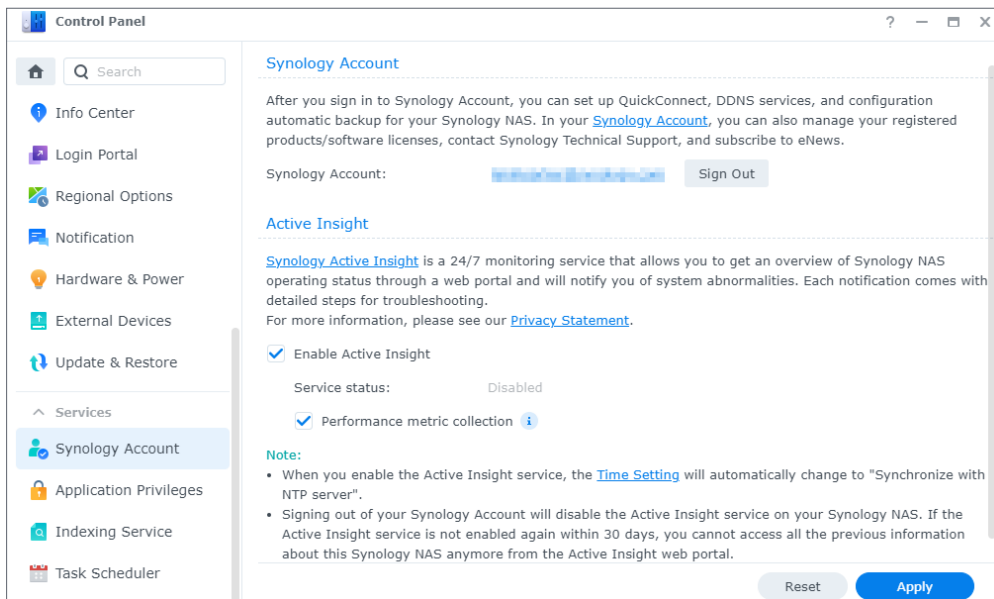 Control Panel
?
Search
Info Center
Login Portal
Regional Options
Notification
Hardware & Power
External Devices
Update & Restore
Services
Synology Account
Application Privileges
Indexing Service
Task Scheduler
Synology Account
After you sign in to Synology Account, you can set up QuickConnect, DDNS services, and configuration
automatic backup for your Synology NAS. In your Synology Account, you can also manage your registered
products/software licenses, contact Synology Technical Support, and subscribe to eNews.
Synology Account:
Sign Out
Active Insight
Synology Active Insight is a 24/7 monitoring service that allows you to get an overview of Synology NAS
operating status through a web portal and will notify you of system abnormalities. Each notification comes with
detailed steps for troubleshooting.
For more information, please see our Privacy Statement.
Enable Active Insight
Service status: Disabled
Performance metric collection i
Note:
• When you enable the Active Insight service, the Time Setting will automatically change to "Synchronize with
NTP server".
• Signing out of your Synology Account will disable the Active Insight service on your Synology NAS. If the
Active Insight service is not enabled again within 30 days, you cannot access all the previous information
about this Synology NAS anymore from the Active Insight web portal.
Reset
Apply